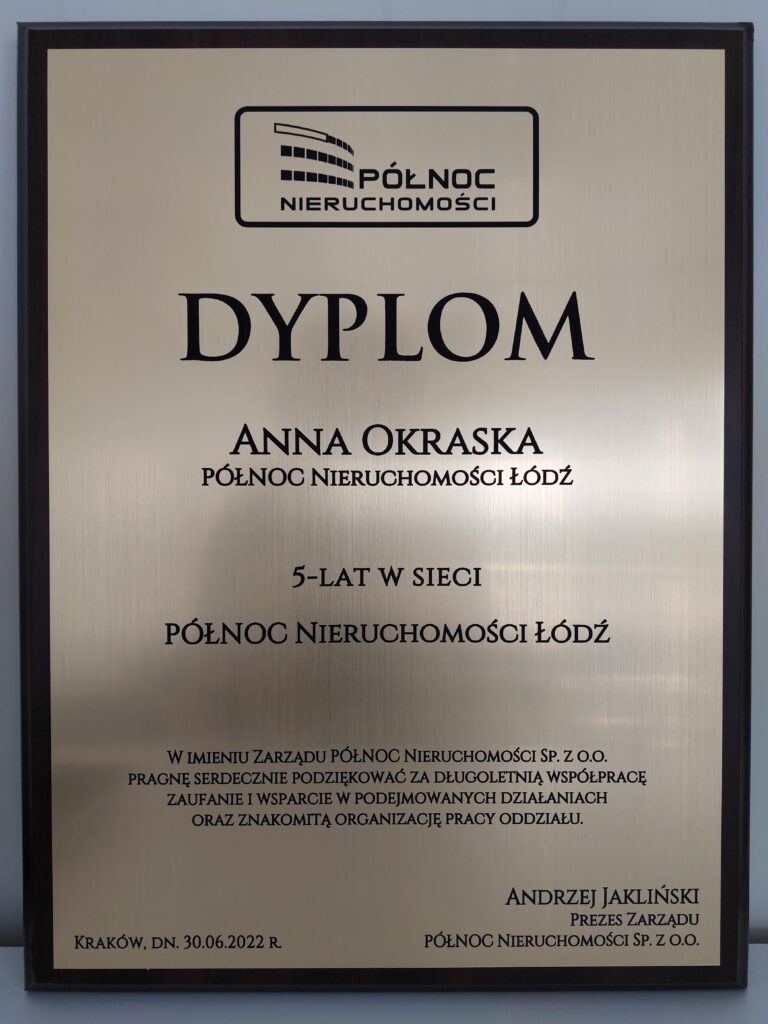 PÓŁNOC
NIERUCHOMOŚCI
DYPLOM
ANNA OKRASKA
PÓŁNOC NIERUCHOMOŚCI ŁÓDŹ
5-LAT W SIECI
PÓŁNOC NIERUCHOMOŚCI ŁÓDŹ
W IMIENIU ZARZĄDU PÓŁNOC NIERUCHOMOŚCI SP. Z O.O.
PRAGNĘ SERDECZNIE PODZIĘKOWAĆ ZA DŁUGOLETNIĄ WSPÓŁPRACĘ
ZAUFANIE I WSPARCIE W PODEJMOWANYCH DZIAŁANIACH
ORAZ ZNAKOMITĄ ORGANIZACJĘ PRACY ODDZIAŁU.
ANDRZEJ JAKLIŃSKI
PREZES ZARZĄDU
PÓŁNOC NIERUCHOMOŚCI SP. Z O.O.
KRAKÓW, DN. 30.06.2022 R.